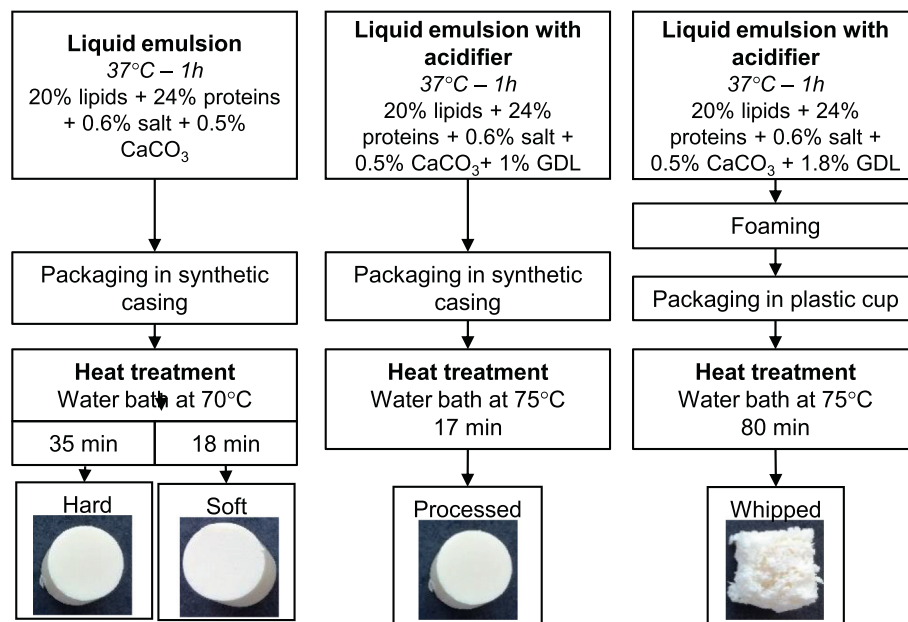 Liquid emulsion
37°C – 1h
20% lipids + 24% proteins
+ 0.6% salt + 0.5%
CaCO₃
Packaging in synthetic
casing
Heat treatment
Water bath at 70°C
35 min
18 min
Hard
Soft
Liquid emulsion with
acidifier
37°C – 1h
20% lipids + 24%
proteins + 0.6% salt +
0.5% CaCO₃+ 1% GDL
Packaging in synthetic
casing
Heat treatment
Water bath at 75°C
17 min
Processed
Liquid emulsion with
acidifier
37°C – 1h
20% lipids + 24%
proteins + 0.6% salt +
0.5% CaCO₃ + 1.8% GDL
Foaming
Packaging in plastic cup
Heat treatment
Water bath at 75°C
80 min
Whipped